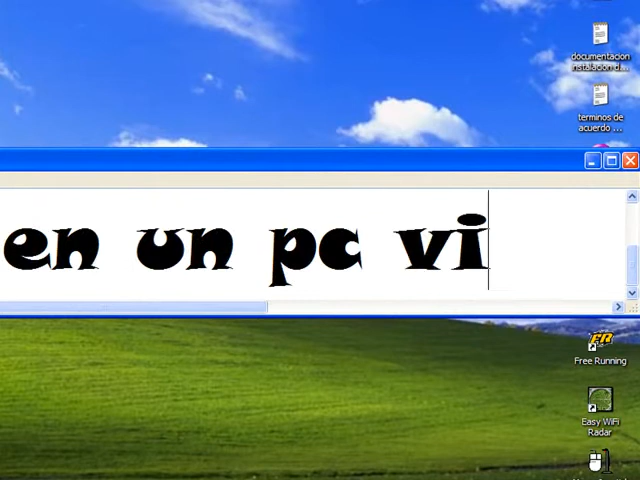 documentacion
instalacion d...
terminos de
acuerdo ...
en un pc vi
Free Running
Easy WiFi
Radar